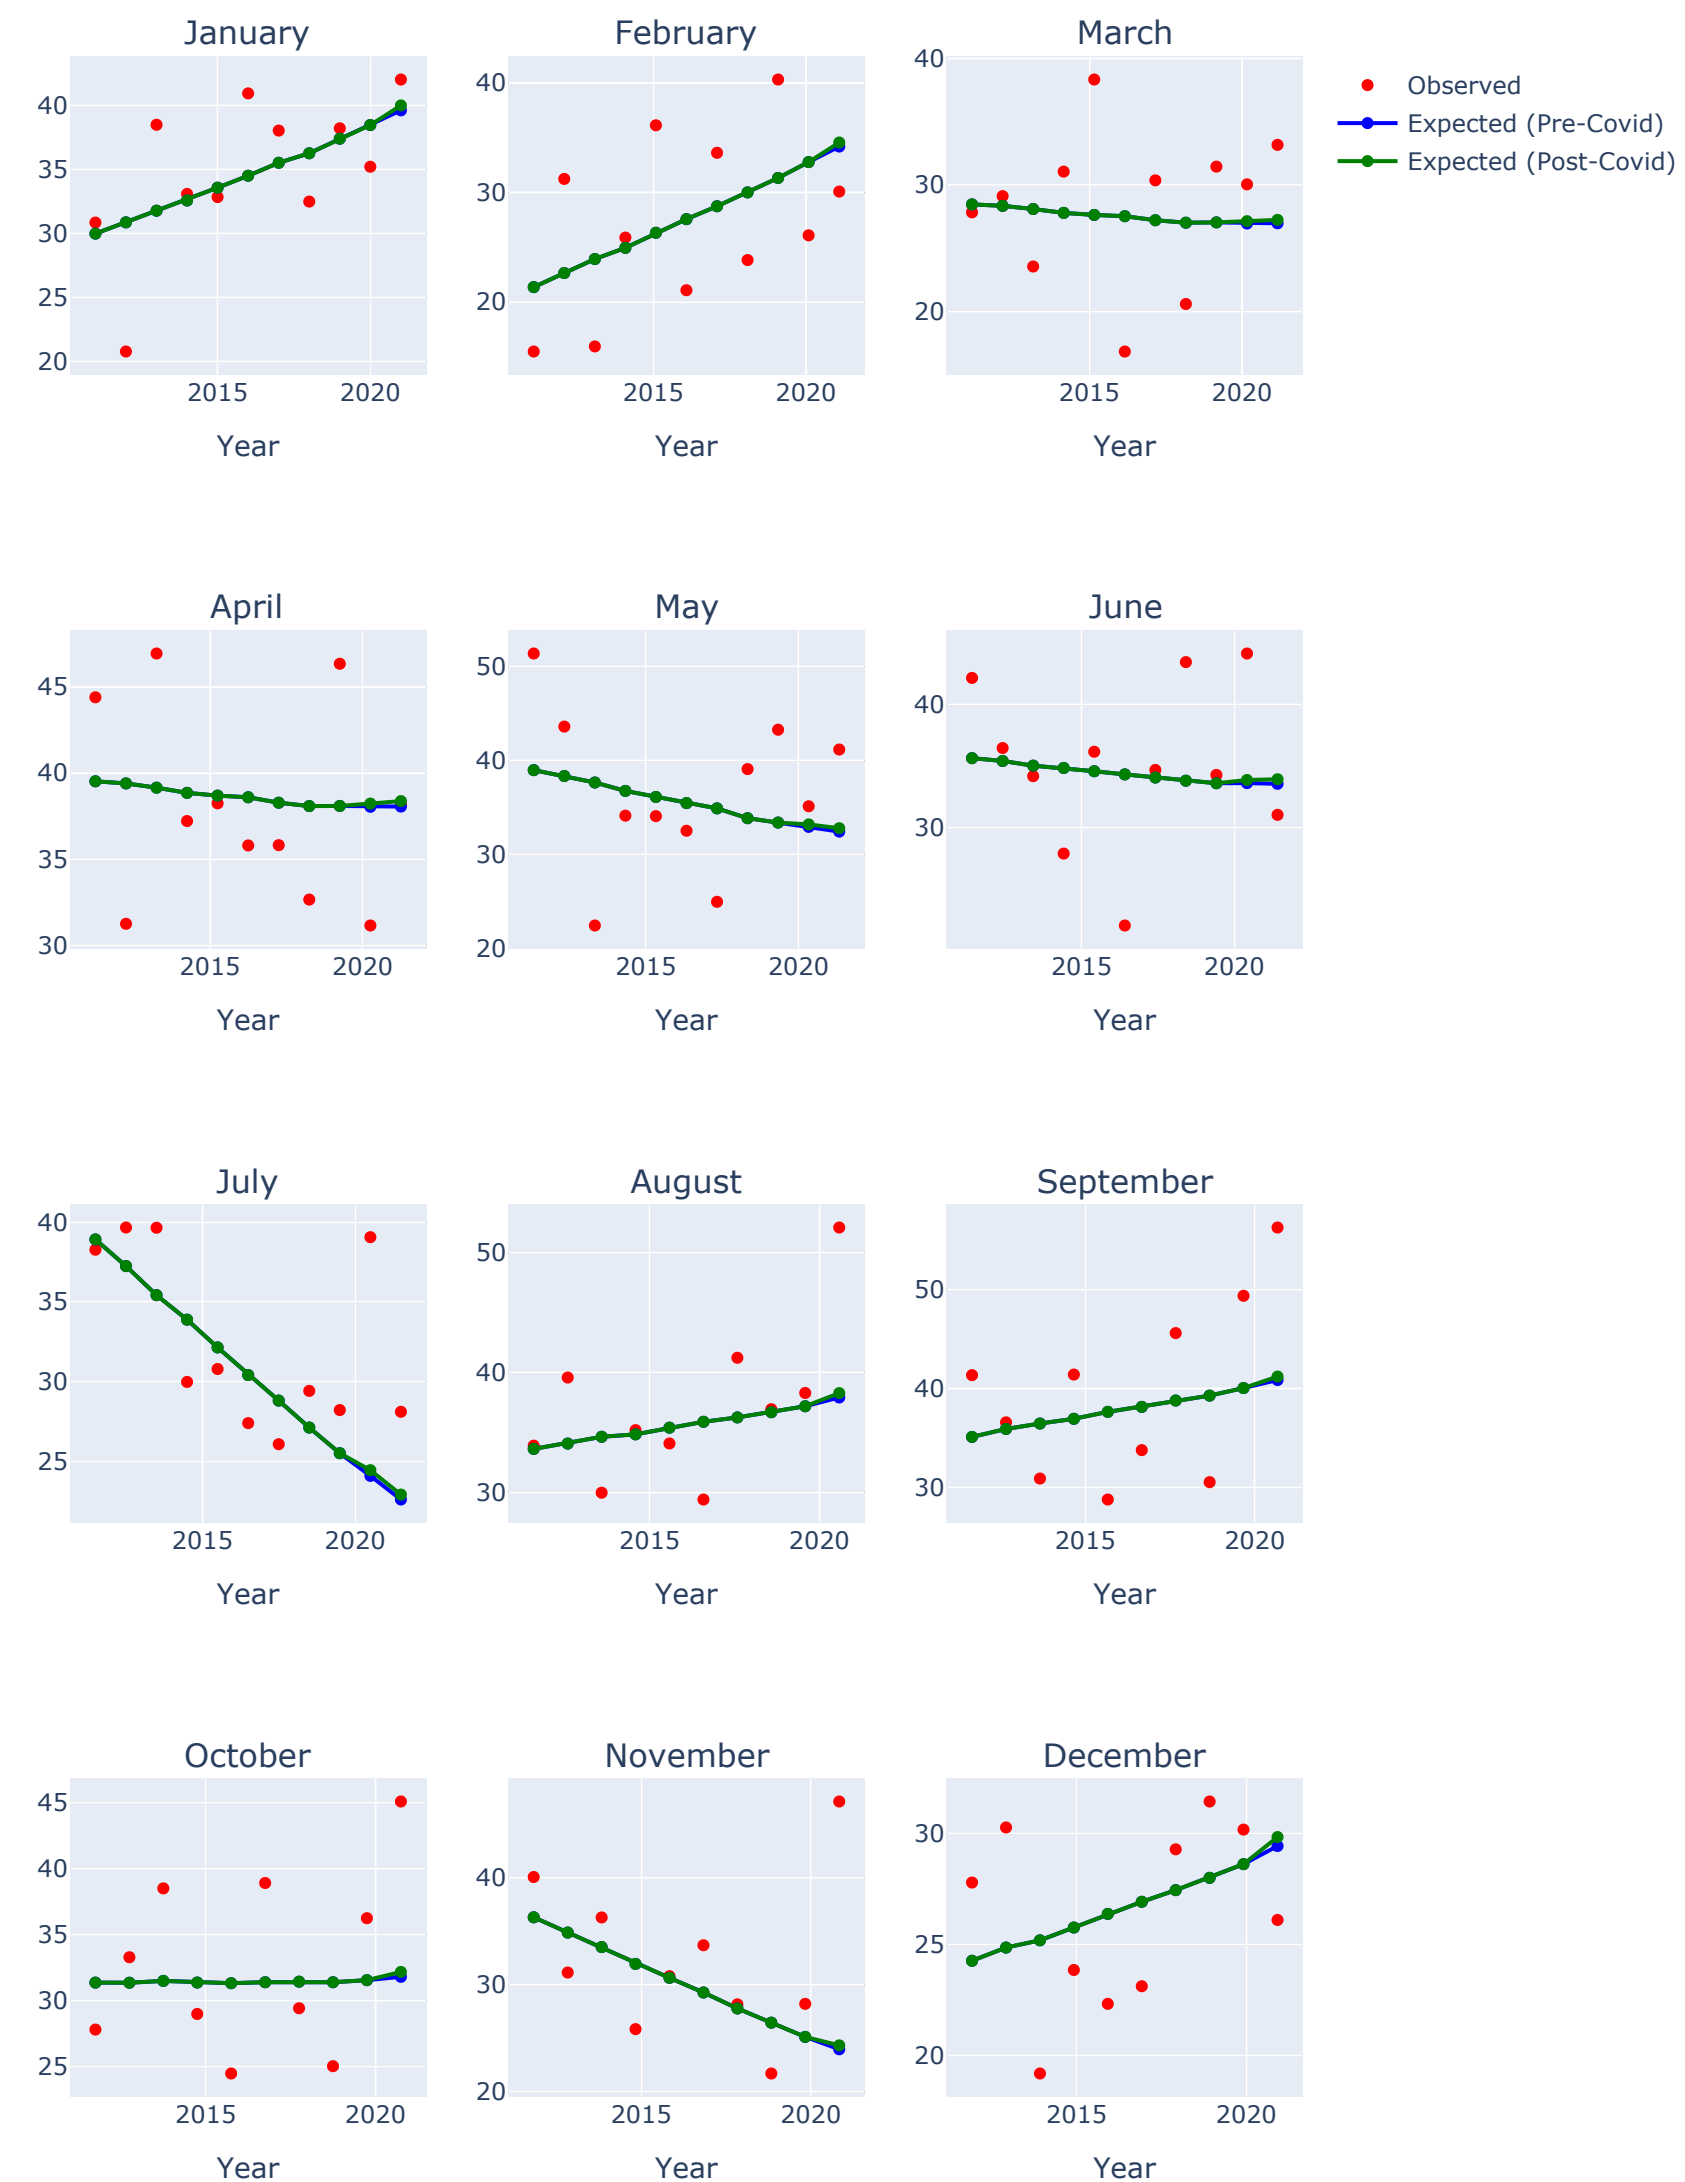 January
February
March
40
35
30
25
20
2015
2020
Year
40
30
20
2015
2020
Year
40
30
20
2015
2020
Year
Observed
Expected (Pre-Covid)
Expected (Post-Covid)
April
May
June
45
40
35
30
2015
2020
Year
50
40
30
20
2015
2020
Year
40
30
2015
2020
Year
July
August
September
40
35
30
25
2015
2020
Year
50
40
30
2015
2020
Year
50
40
30
2015
2020
Year
October
November
December
45
40
35
30
25
2015
2020
Year
40
30
20
2015
2020
Year
30
25
20
2015
2020
Year